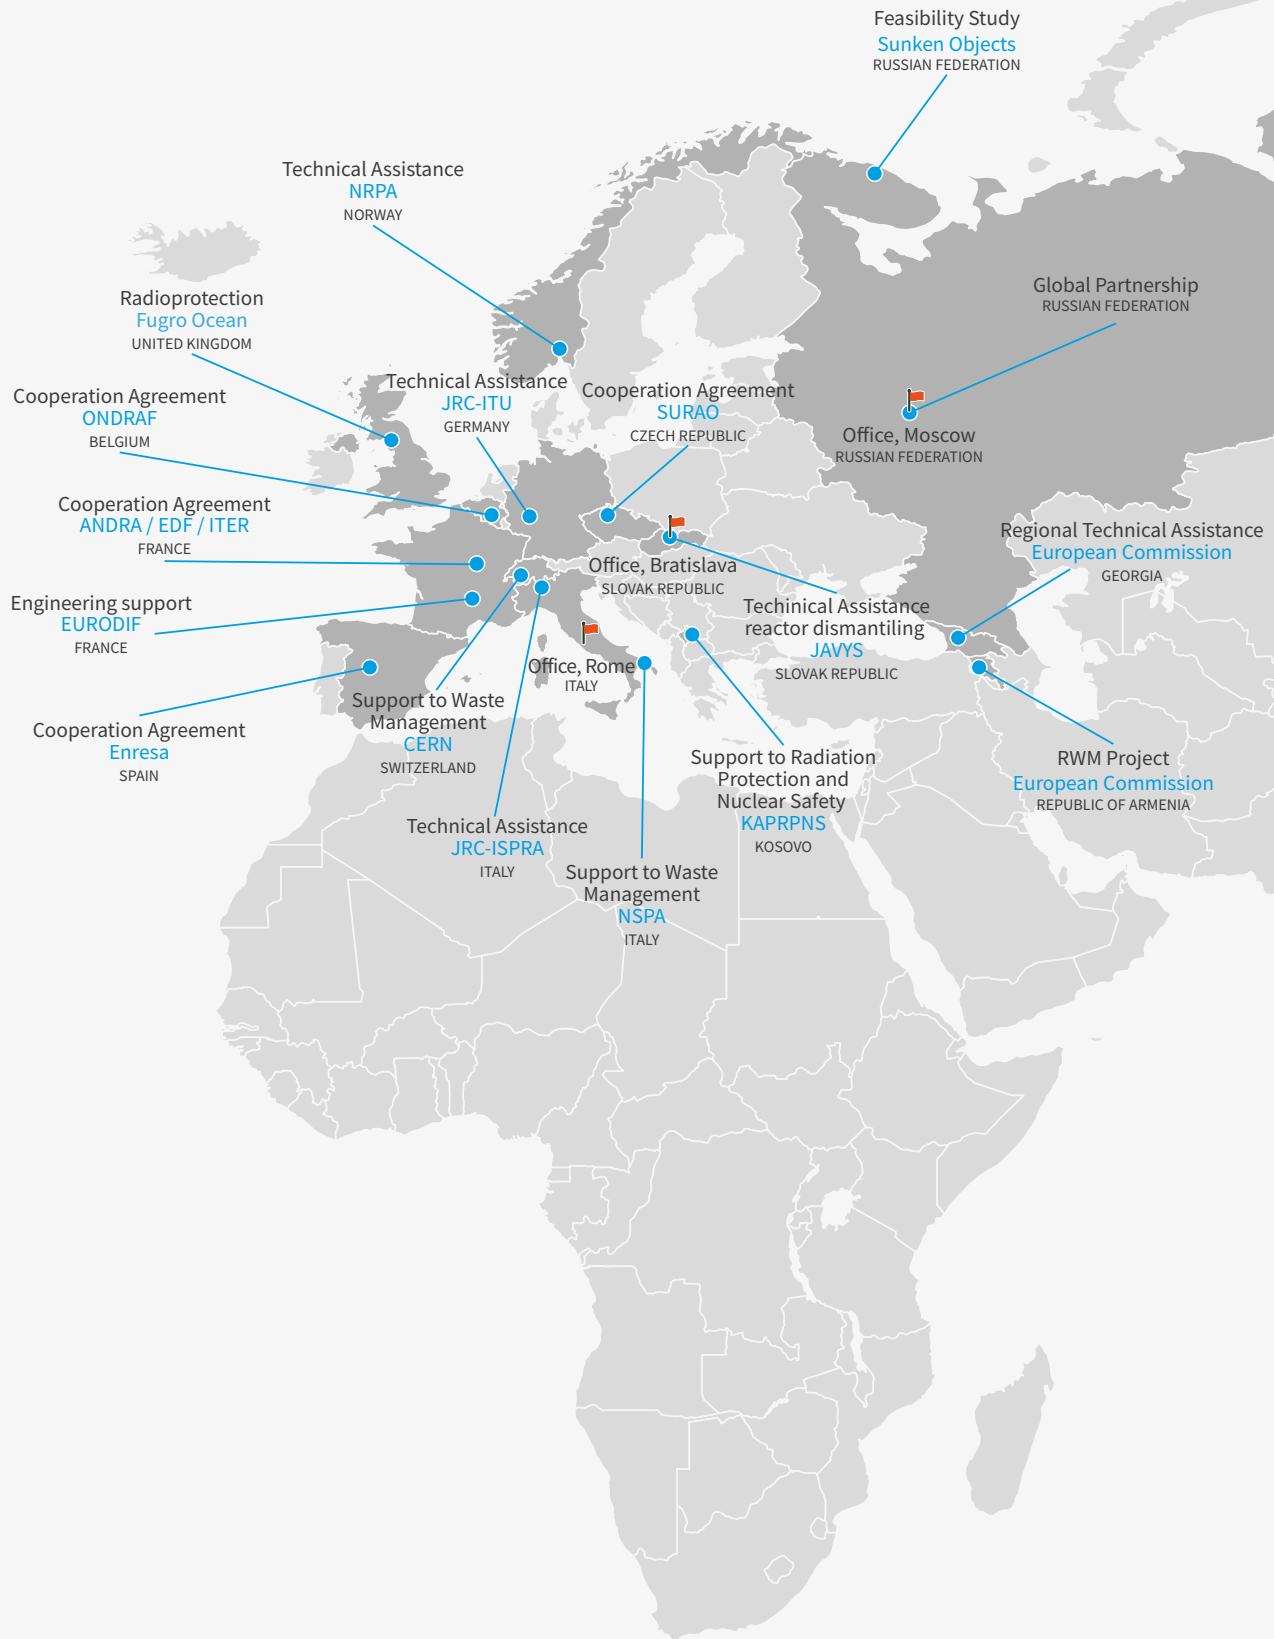 Feasibility Study
Sunken Objects
RUSSIAN FEDERATION
Technical Assistance
NRPA
NORWAY
Global Partnership
RUSSIAN FEDERATION
Radioprotection
Fugro Ocean
UNITED KINGDOM
Technical Assistance
JRC-ITU
GERMANY
Cooperation Agreement
SURAO
CZECH REPUBLIC
Cooperation Agreement
ONDRAF
BELGIUM
Office, Moscow
RUSSIAN FEDERATION
Cooperation Agreement
ANDRA / EDF / ITER
FRANCE
Regional Technical Assistance
European Commission
GEORGIA
Office, Bratislava
SLOVAK REPUBLIC
Engineering support
EURODIF
FRANCE
Techinical Assistance
reactor dismantiling
JAVYS
SLOVAK REPUBLIC
Office, Rome
ITALY
Support to Waste
Management
CERN
SWITZERLAND
Cooperation Agreement
Enresa
SPAIN
Support to Radiation
Protection and
Nuclear Safety
KAPRPNS
KOSOVO
RWM Project
European Commission
REPUBLIC OF ARMENIA
Technical Assistance
JRC-ISPRA
ITALY
Support to Waste
Management
NSPA
ITALY